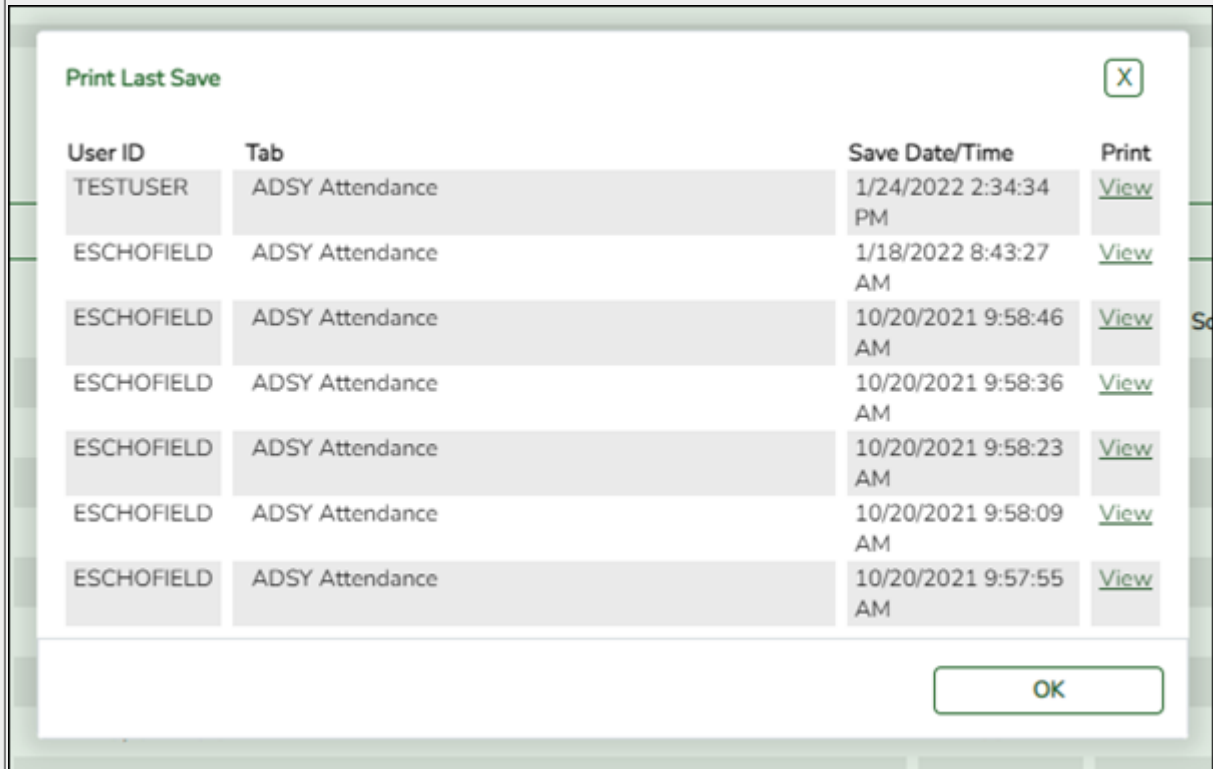 Print Last Save X
User ID Tab Save Date/Time Print
TESTUSER ADSY Attendance 1/24/2022 2:34:34 View
PM
ESCHOFIELD ADSY Attendance 1/18/2022 8:43:27 View
AM
ESCHOFIELD ADSY Attendance 10/20/2021 9:58:46 View
AM
ESCHOFIELD ADSY Attendance 10/20/2021 9:58:36 View
AM
ESCHOFIELD ADSY Attendance 10/20/2021 9:58:23 View
AM
ESCHOFIELD ADSY Attendance 10/20/2021 9:58:09 View
AM
ESCHOFIELD ADSY Attendance 10/20/2021 9:57:55 View
AM
OK